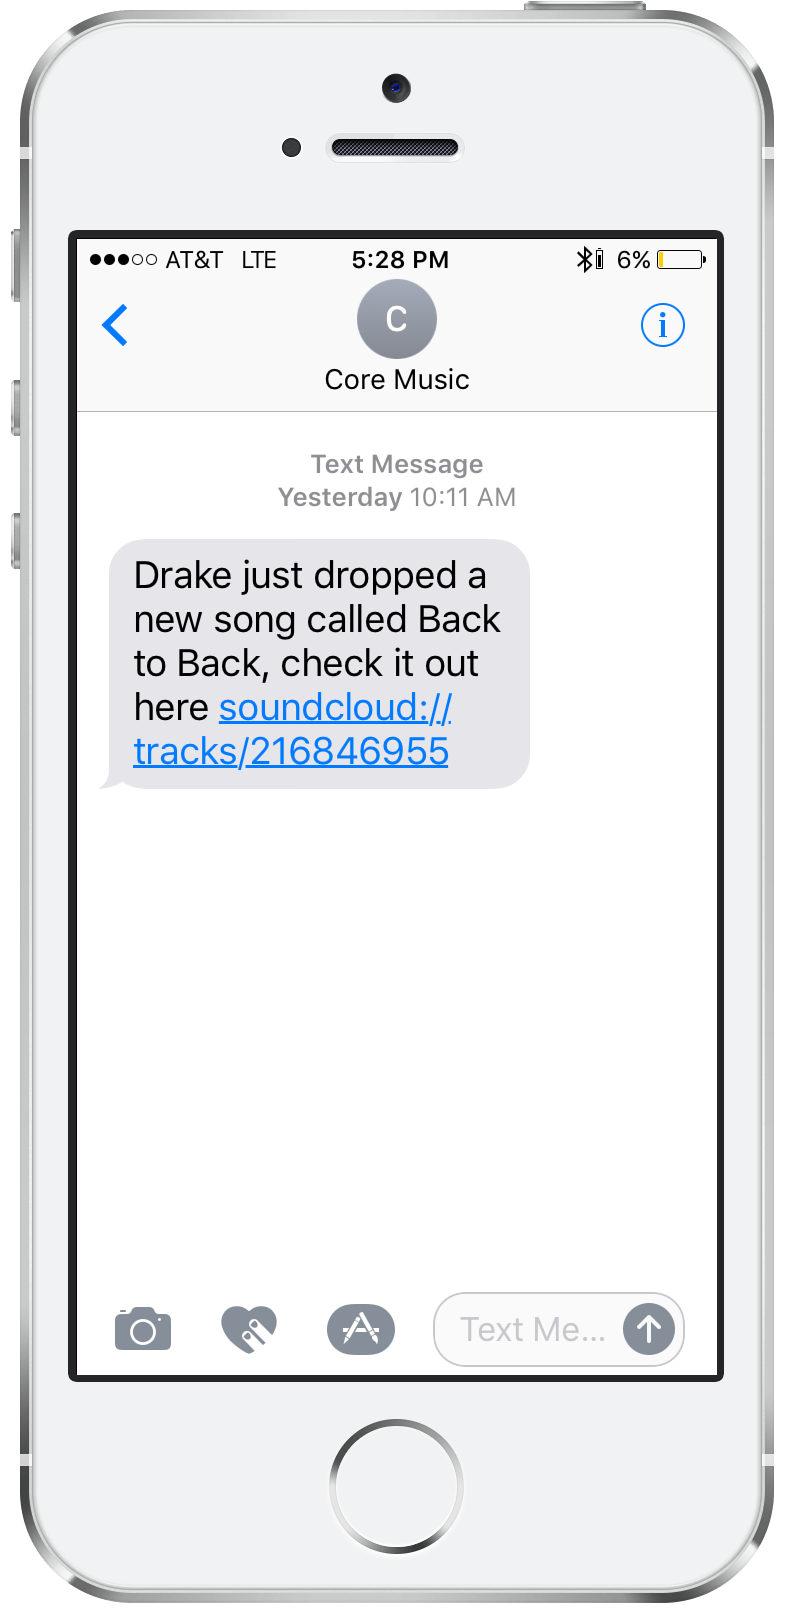 AT&T LTE 5:28 PM 6%
C
Core Music
Text Message
Yesterday 10:11 AM
Drake just dropped a
new song called Back
to Back, check it out
here soundcloud://
tracks/216846955
Text Me...